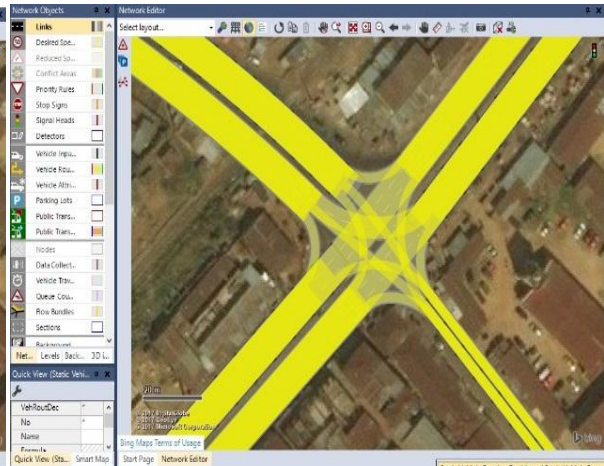 Network Objects
Links
Desired Spe...
Reduced Sp...
Conflict Areas
Priority Rules
Stop Signs
Signal Heads
Detectors
Vehicle Inpu...
Vehicle Rou...
Vehicle Attri...
Parking Lots
Public Trans...
Public Trans...
Nodes
Data Collect...
Vehicle Trav...
Queue Cou...
Flow Bundles
Sections
Background
Net... Levels Back... 3D i...
Quick View (Static Vehi...
VehRoutDec
No
Name
Formula
Quick View (Sta... Smart Map
Network Editor
Select layout...
20 m
Bing Maps Terms of Usage
bing
Start Page Network Editor